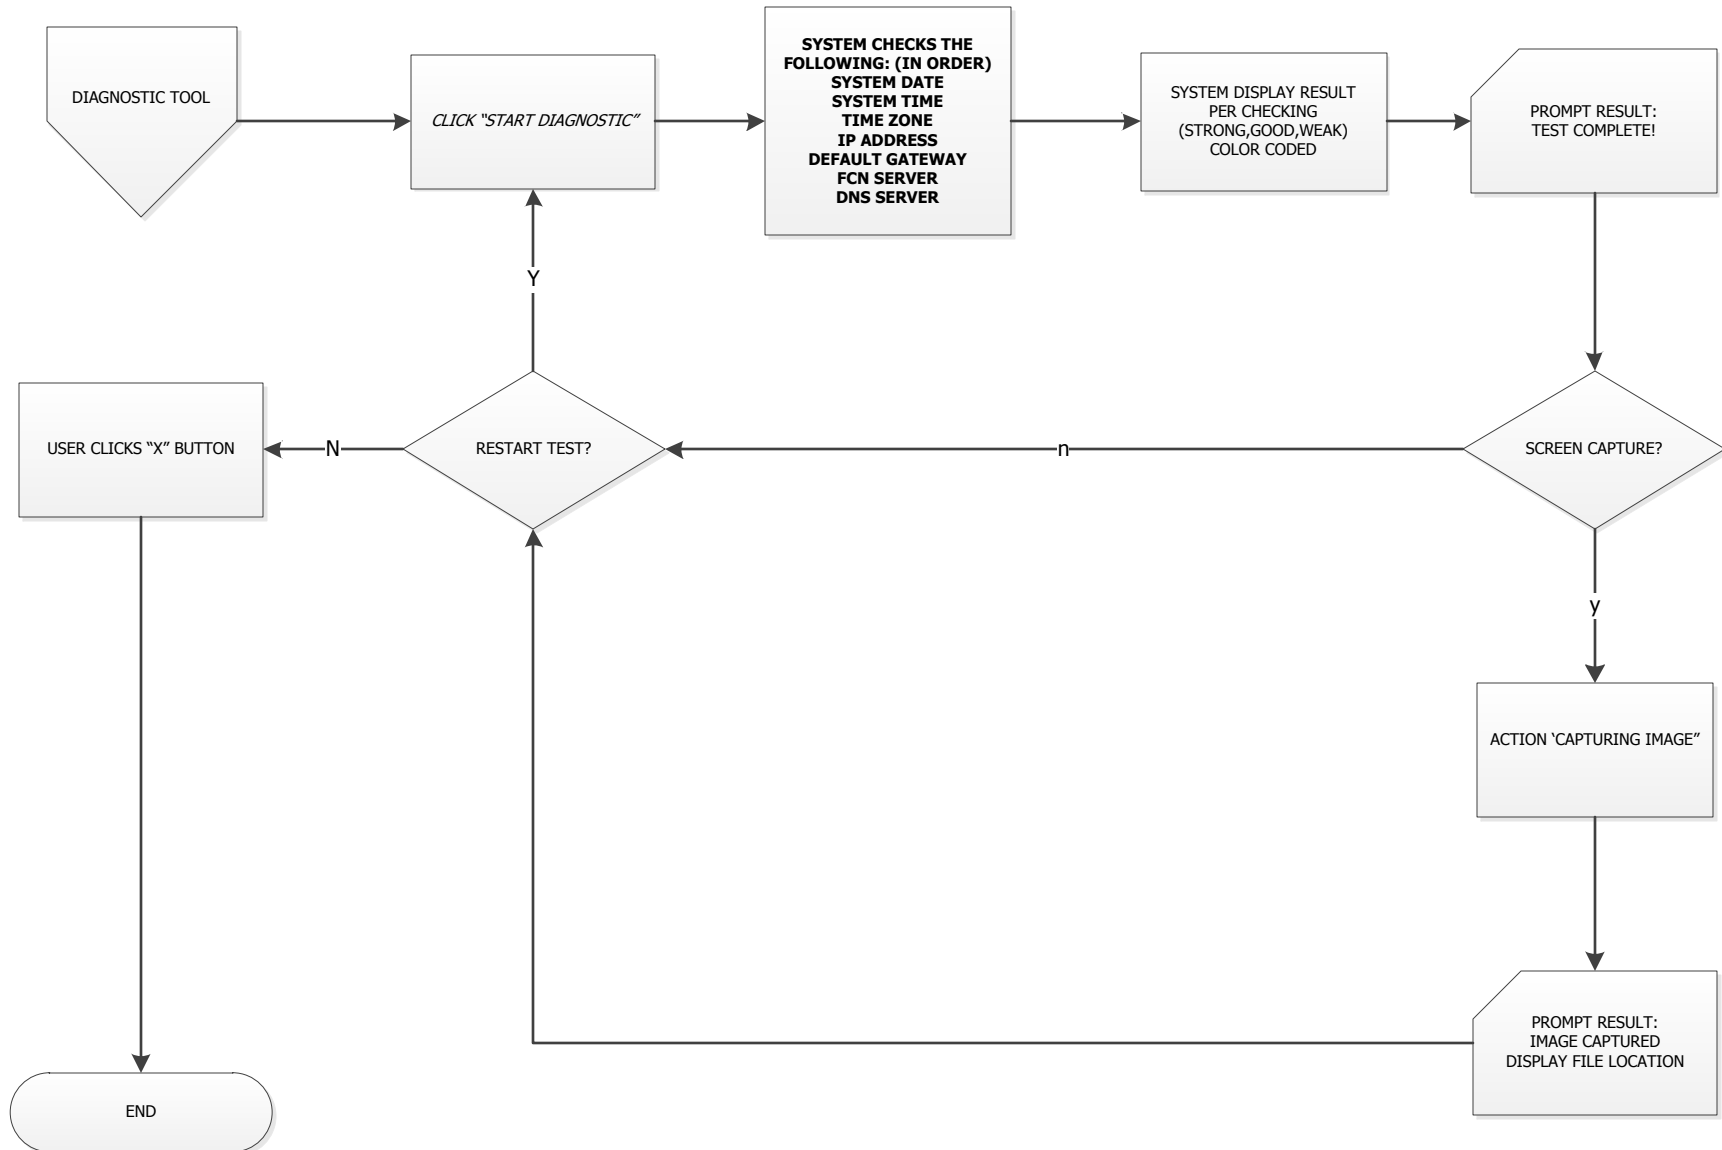 DIAGNOSTIC TOOL
CLICK “START DIAGNOSTIC”
SYSTEM CHECKS THE
FOLLOWING: (IN ORDER)
SYSTEM DATE
SYSTEM TIME
TIME ZONE
IP ADDRESS
DEFAULT GATEWAY
FCN SERVER
DNS SERVER
SYSTEM DISPLAY RESULT
PER CHECKING
(STRONG,GOOD,WEAK)
COLOR CODED
PROMPT RESULT:
TEST COMPLETE!
Y
USER CLICKS “X” BUTTON
N
RESTART TEST?
n
SCREEN CAPTURE?
y
ACTION ‘CAPTURING IMAGE”
PROMPT RESULT:
IMAGE CAPTURED
DISPLAY FILE LOCATION
END